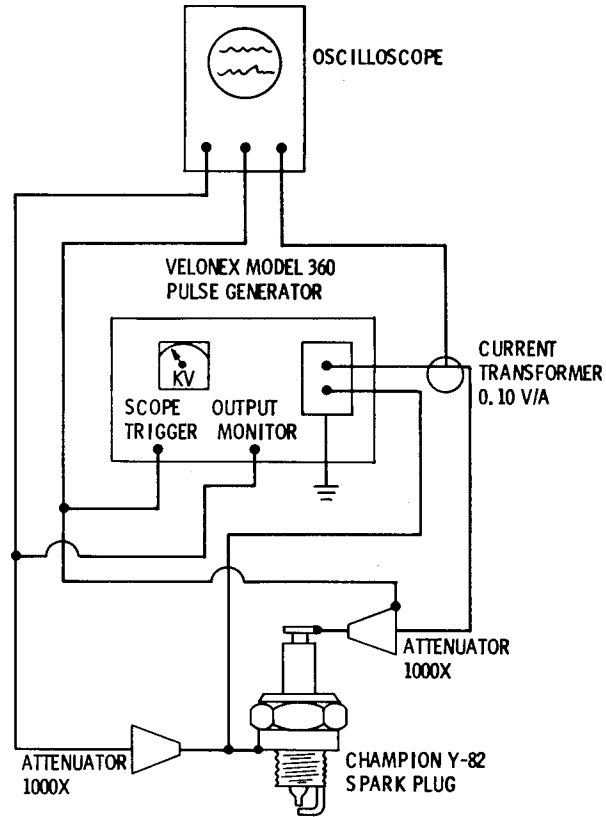 OSCILLOSCOPE
VELONEX MODEL 360
PULSE GENERATOR
KV
SCOPE
TRIGGER
OUTPUT
MONITOR
CURRENT
TRANSFORMER
0.10 V/A
ATTENUATOR
1000X
ATTENUATOR
1000X
CHAMPION Y-82
SPARK PLUG